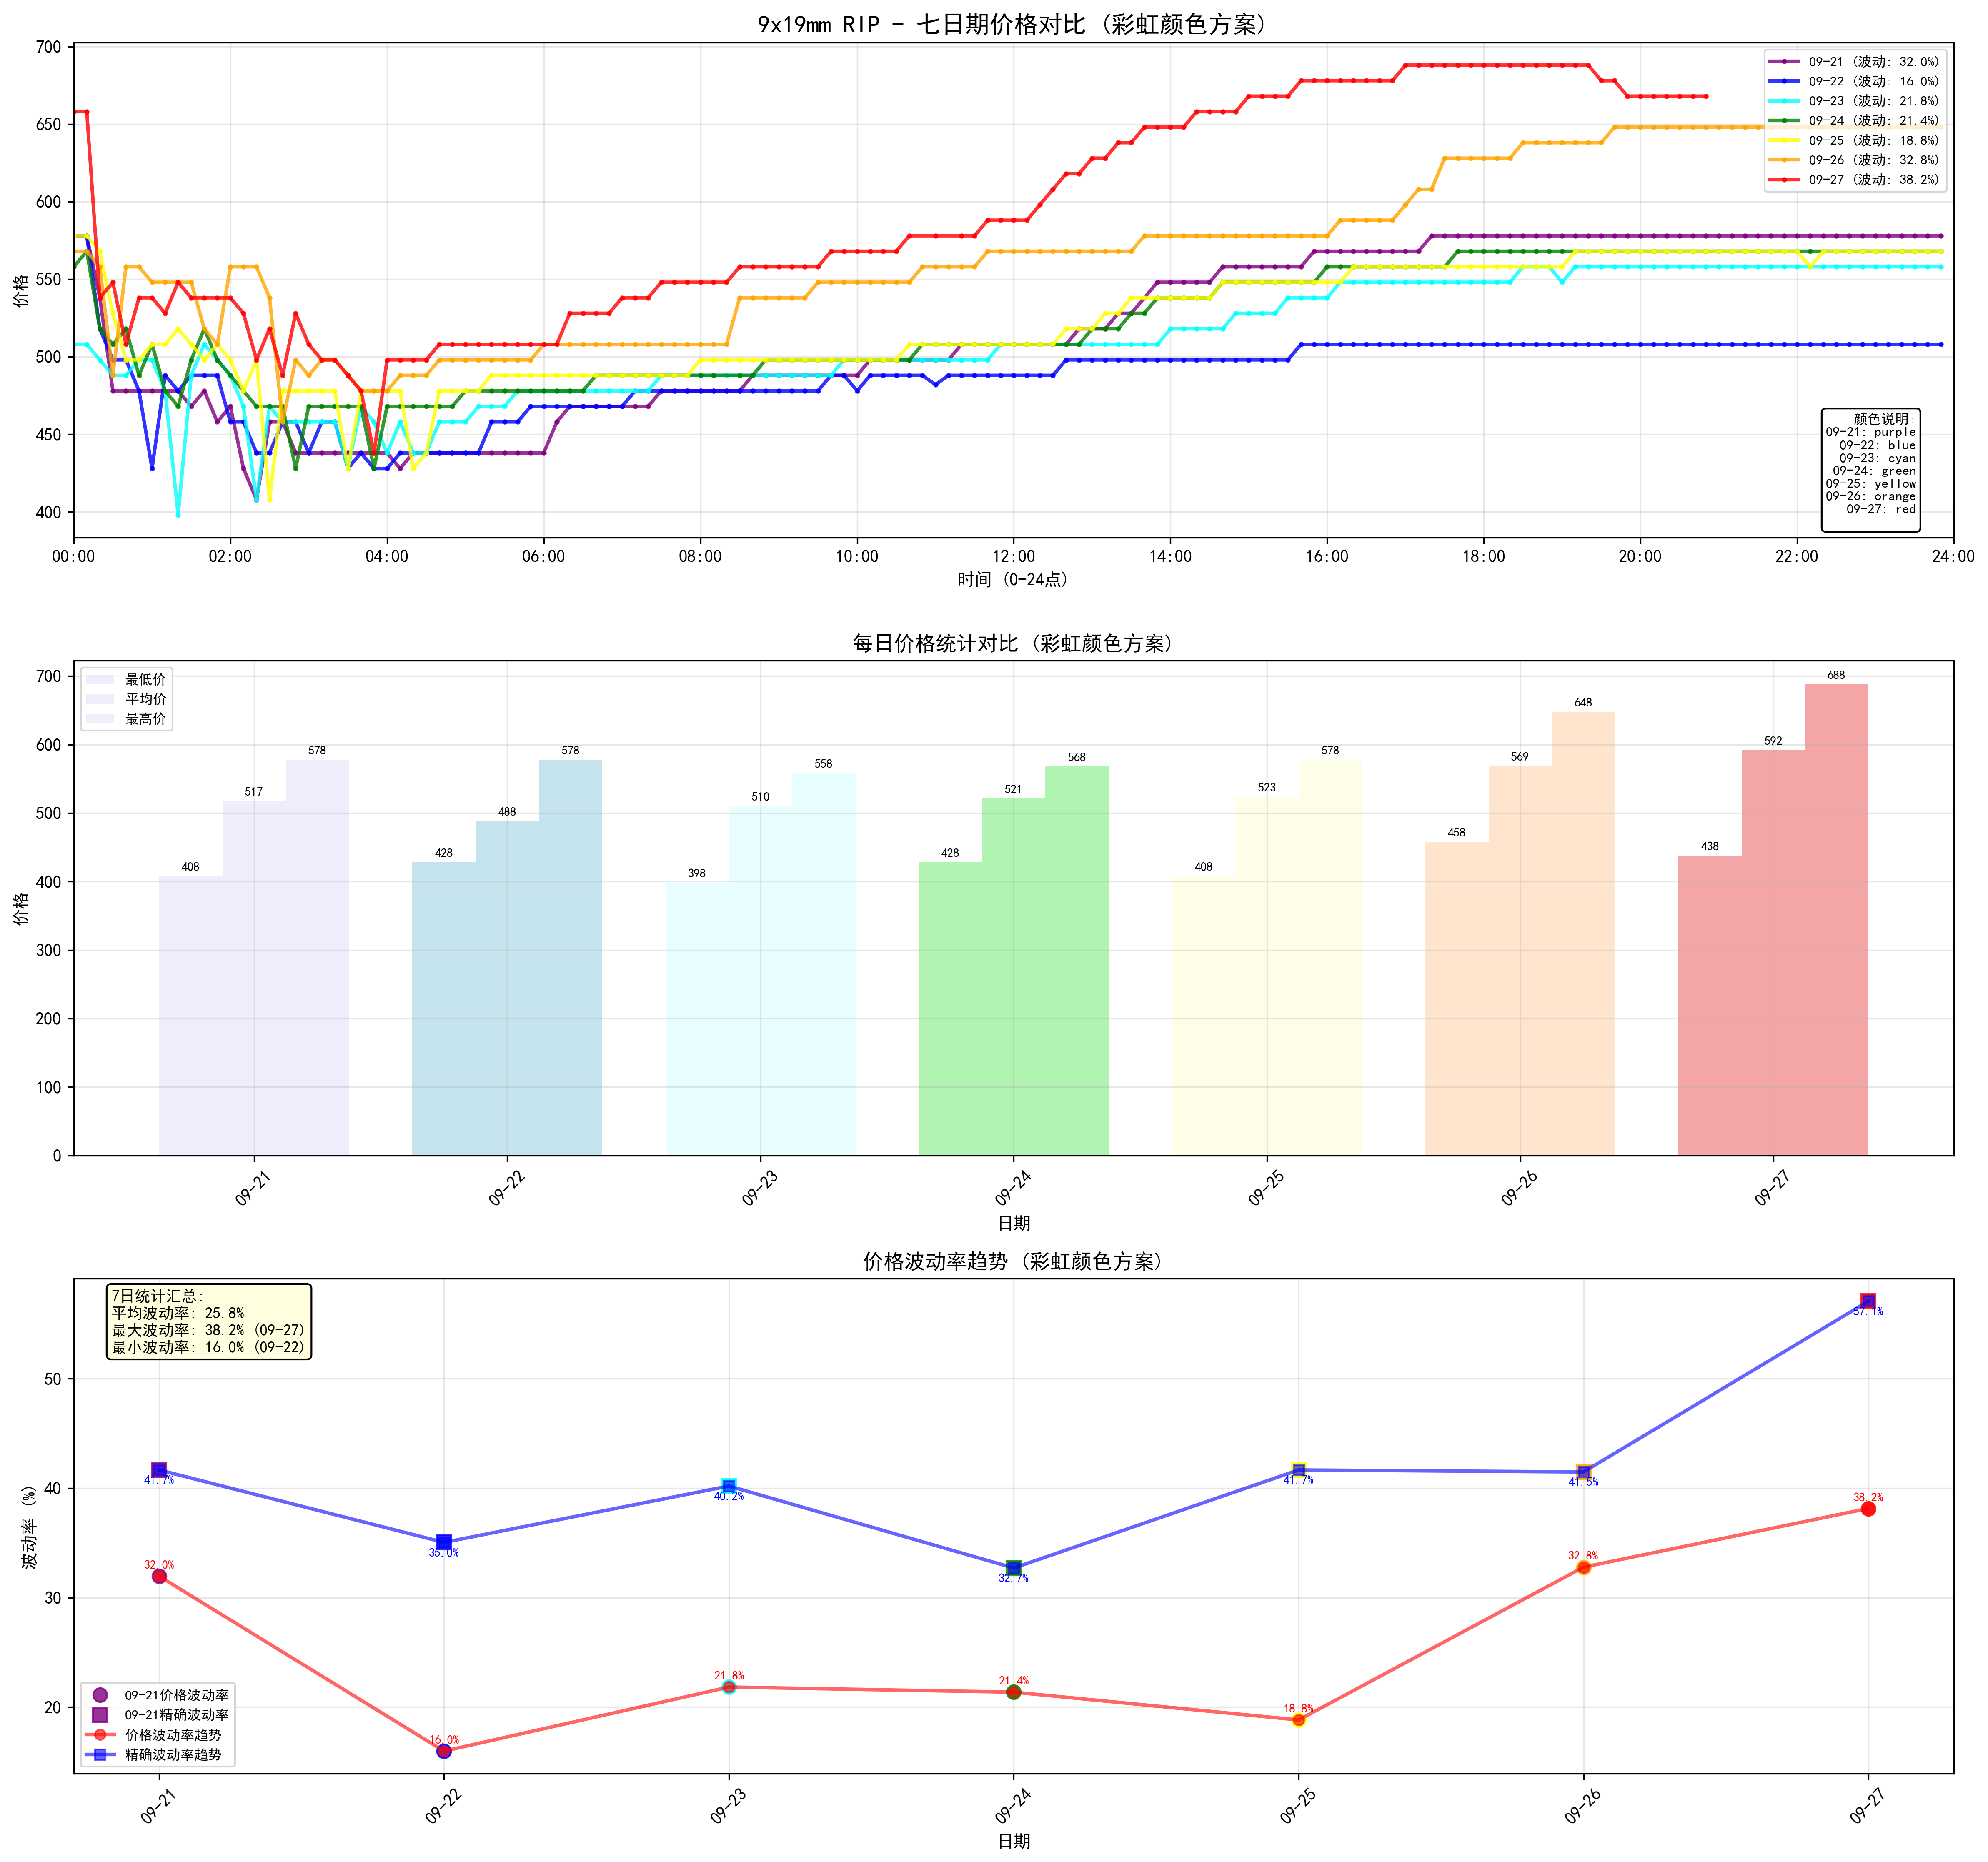 9x19mm RIP - 七日期价格对比 (彩虹颜色方案)
700
650
600
550
500
450
400
价格
09-21 (波动: 32.0%)
09-22 (波动: 16.0%)
09-23 (波动: 21.8%)
09-24 (波动: 21.4%)
09-25 (波动: 18.8%)
09-26 (波动: 32.8%)
09-27 (波动: 38.2%)
颜色说明:
09-21: purple
09-22: blue
09-23: cyan
09-24: green
09-25: yellow
09-26: orange
09-27: red
00:00 02:00 04:00 06:00 08:00 10:00 12:00 14:00 16:00 18:00 20:00 22:00 24:00
时间 (0-24点)
每日价格统计对比 (彩虹颜色方案)
最低价
平均价
最高价
700
600
500
400
300
200
100
0
价格
408 517 578
428 488 578
398 510 558
428 521 568
408 523 578
458 569 648
438 592 688
09-21 09-22 09-23 09-24 09-25 09-26 09-27
日期
价格波动率趋势 (彩虹颜色方案)
7日统计汇总:
平均波动率: 25.8%
最大波动率: 38.2% (09-27)
最小波动率: 16.0% (09-22)
50
40
30
20
波动率 (%)
41.7% 35.0% 40.2% 32.7% 41.7% 41.5% 57.1%
32.0% 16.0% 21.8% 21.4% 18.8% 32.8% 38.2%
09-21价格波动率
09-21精确波动率
价格波动率趋势
精确波动率趋势
09-21 09-22 09-23 09-24 09-25 09-26 09-27
日期